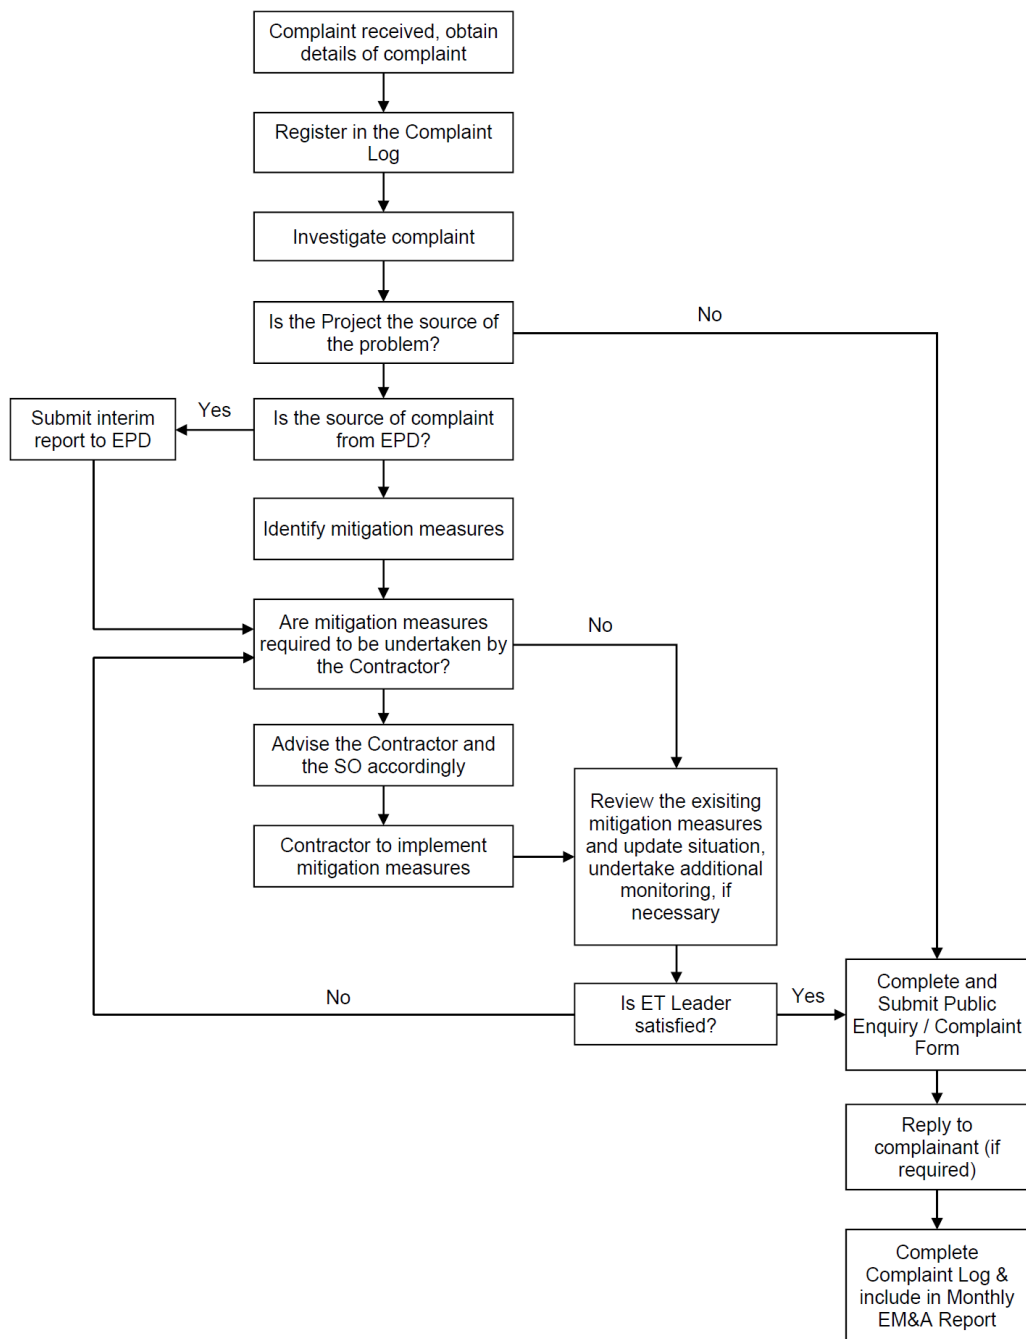 Complaint received, obtain
details of complaint
Register in the Complaint
Log
Investigate complaint
Is the Project the source of
the problem?
No
Submit interim
report to EPD
Yes
Is the source of complaint
from EPD?
Identify mitigation measures
Are mitigation measures
required to be undertaken by
the Contractor?
No
Advise the Contractor and
the SO accordingly
Contractor to implement
mitigation measures
Review the exisiting
mitigation measures
and update situation,
undertake additional
monitoring, if
necessary
No
Is ET Leader
satisfied?
Yes
Complete and
Submit Public
Enquiry / Complaint
Form
Reply to
complainant (if
required)
Complete
Complaint Log &
include in Monthly
EM&A Report